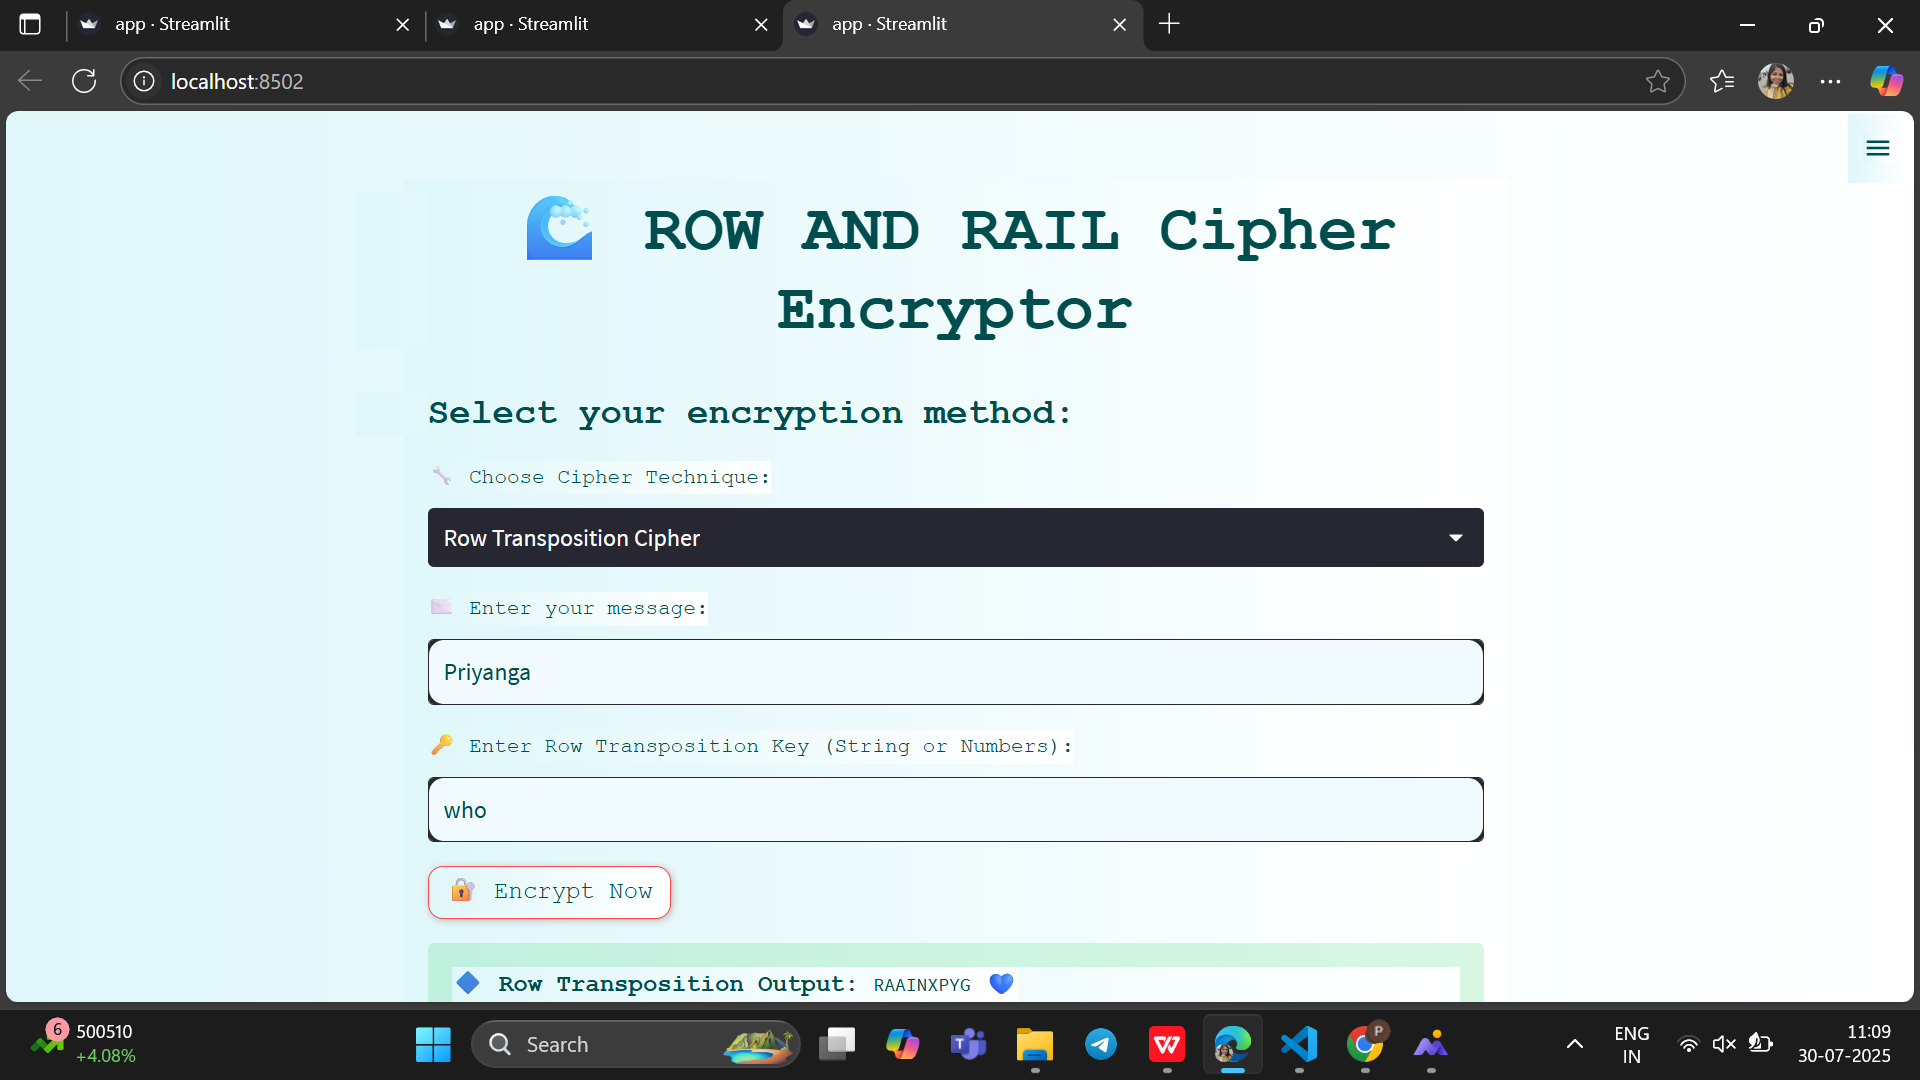 app · Streamlit
app · Streamlit
app · Streamlit
localhost:8502
ROW AND RAIL Cipher
Encryptor
Select your encryption method:
Choose Cipher Technique:
Row Transposition Cipher
Enter your message:
Priyanga
Enter Row Transposition Key (String or Numbers):
who
Encrypt Now
Row Transposition Output: RAAINXPYG
6
500510
+4.08%
Search
T
W
P
ENG
IN
11:09
30-07-2025